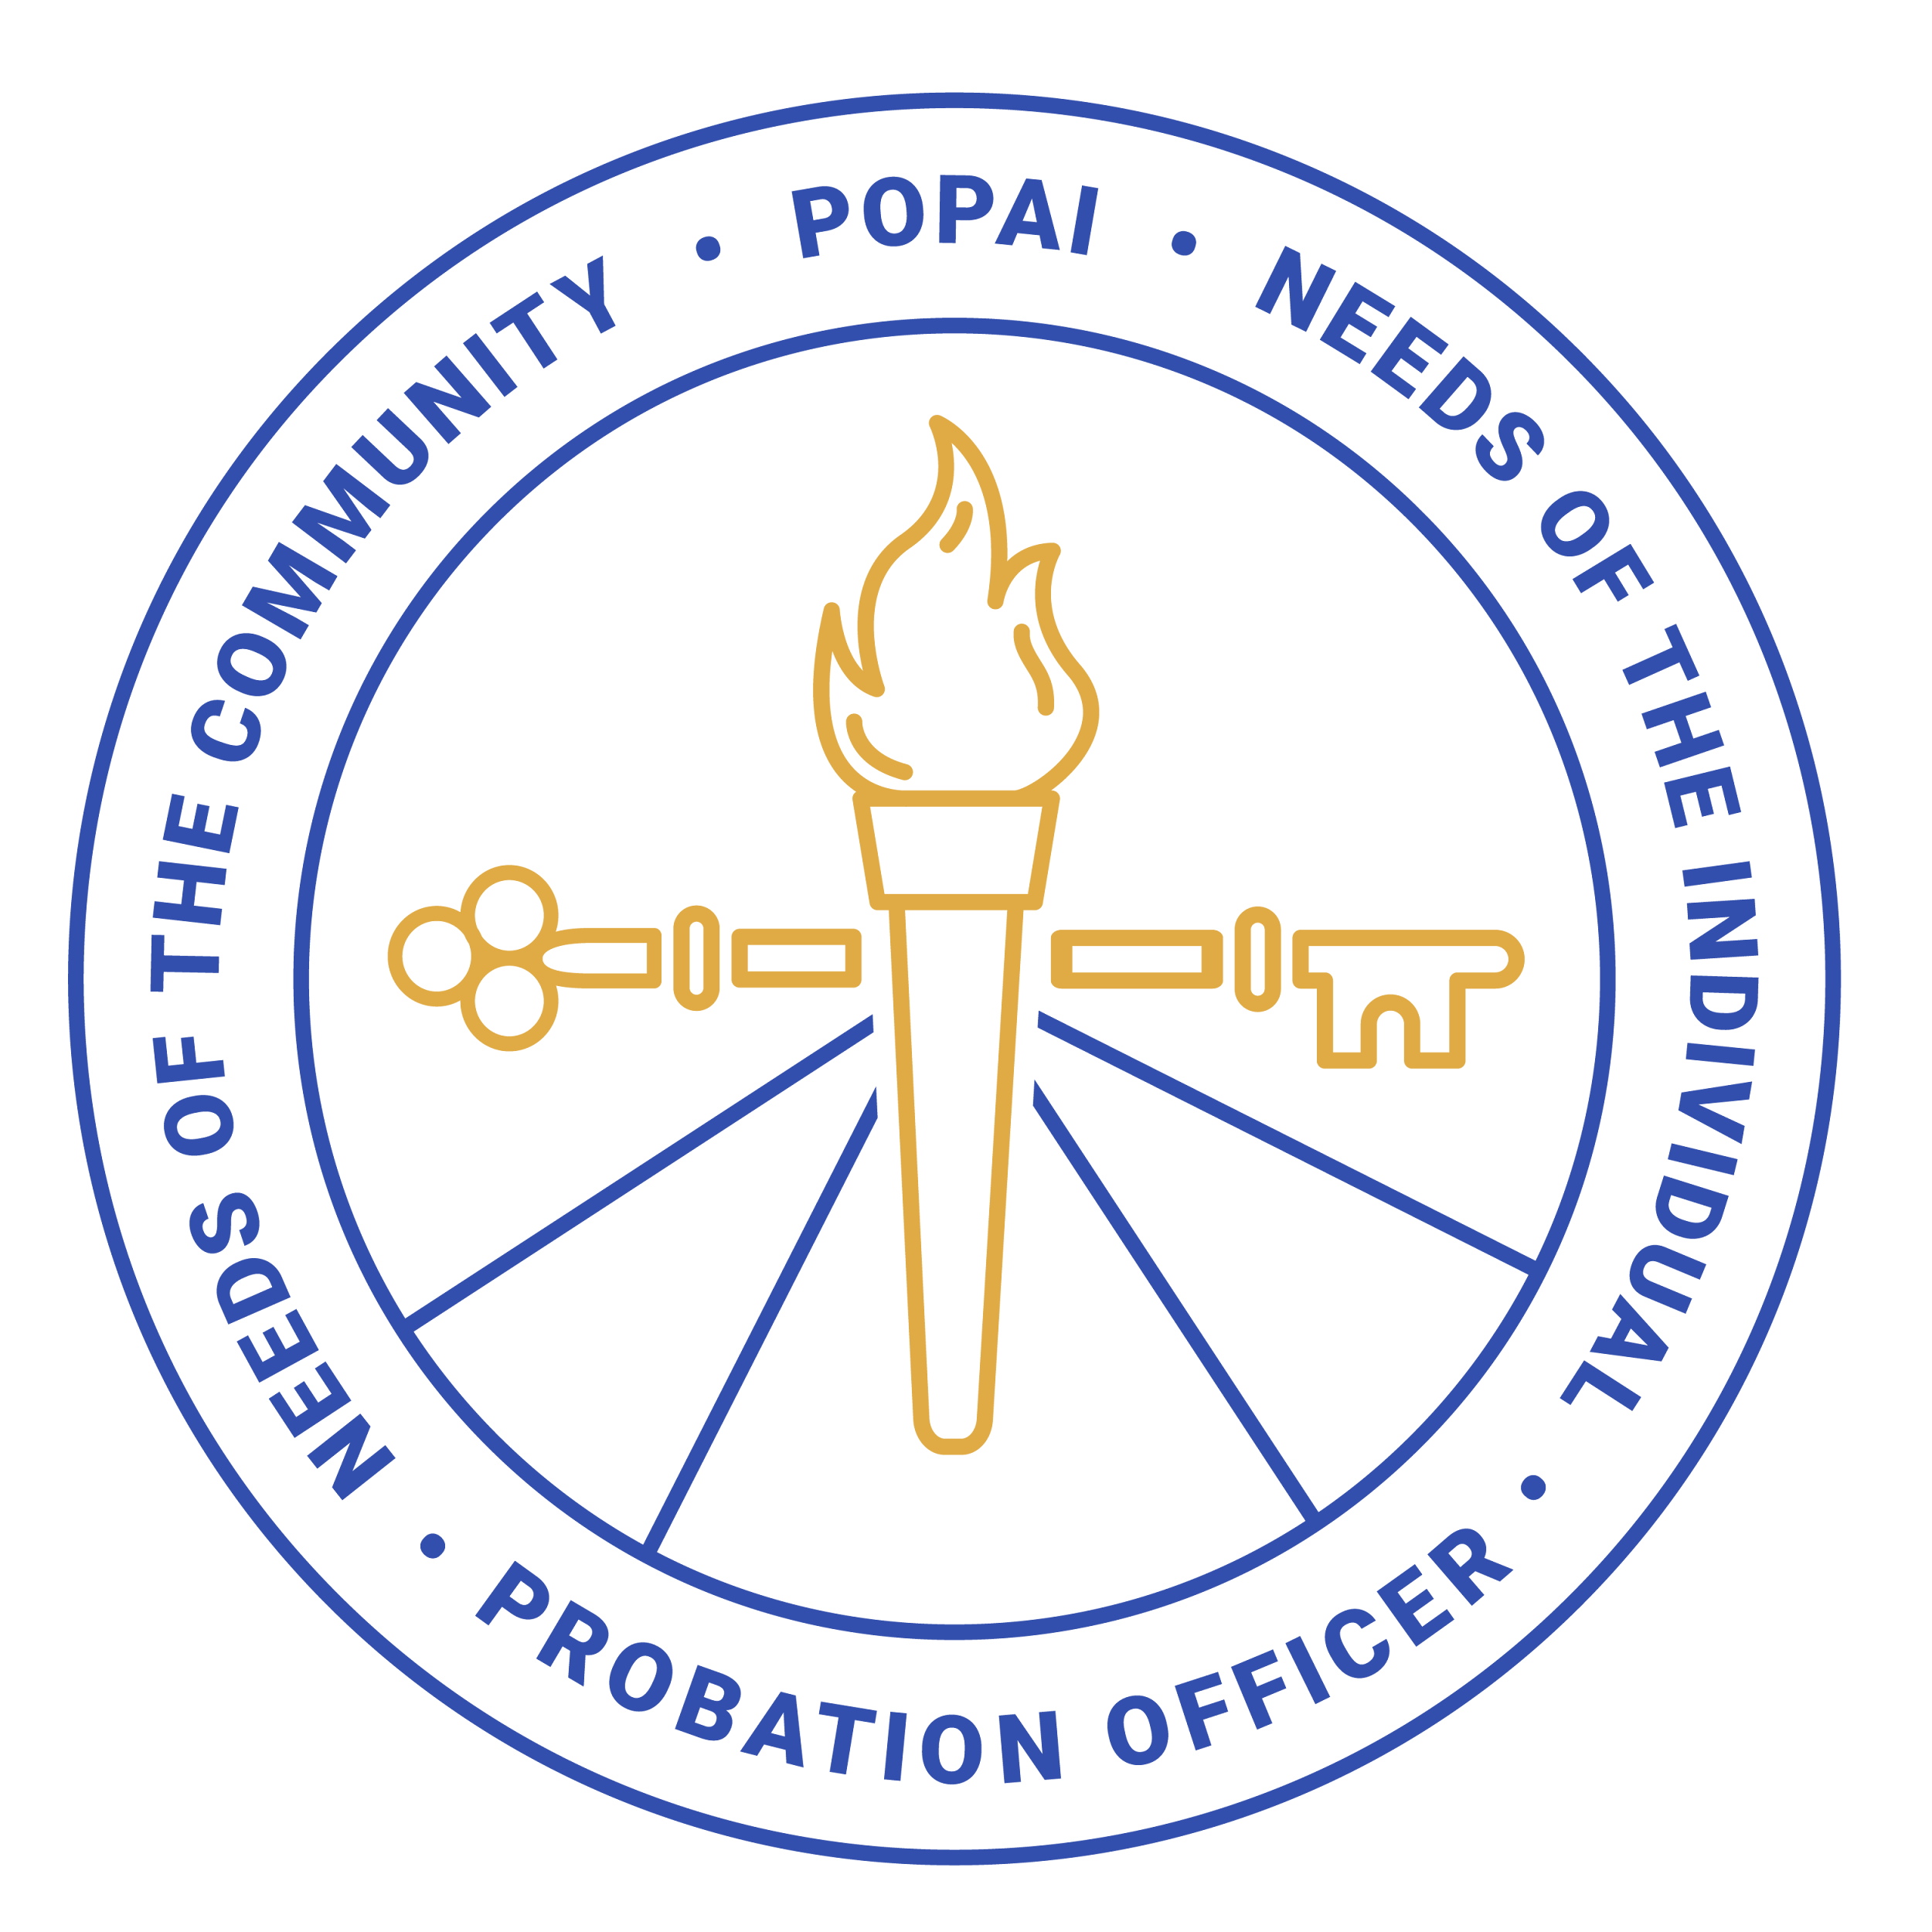 POPAI
NEEDS OF THE INDIVIDUAL
PROBATION OFFICER
NEEDS OF THE COMMUNITY